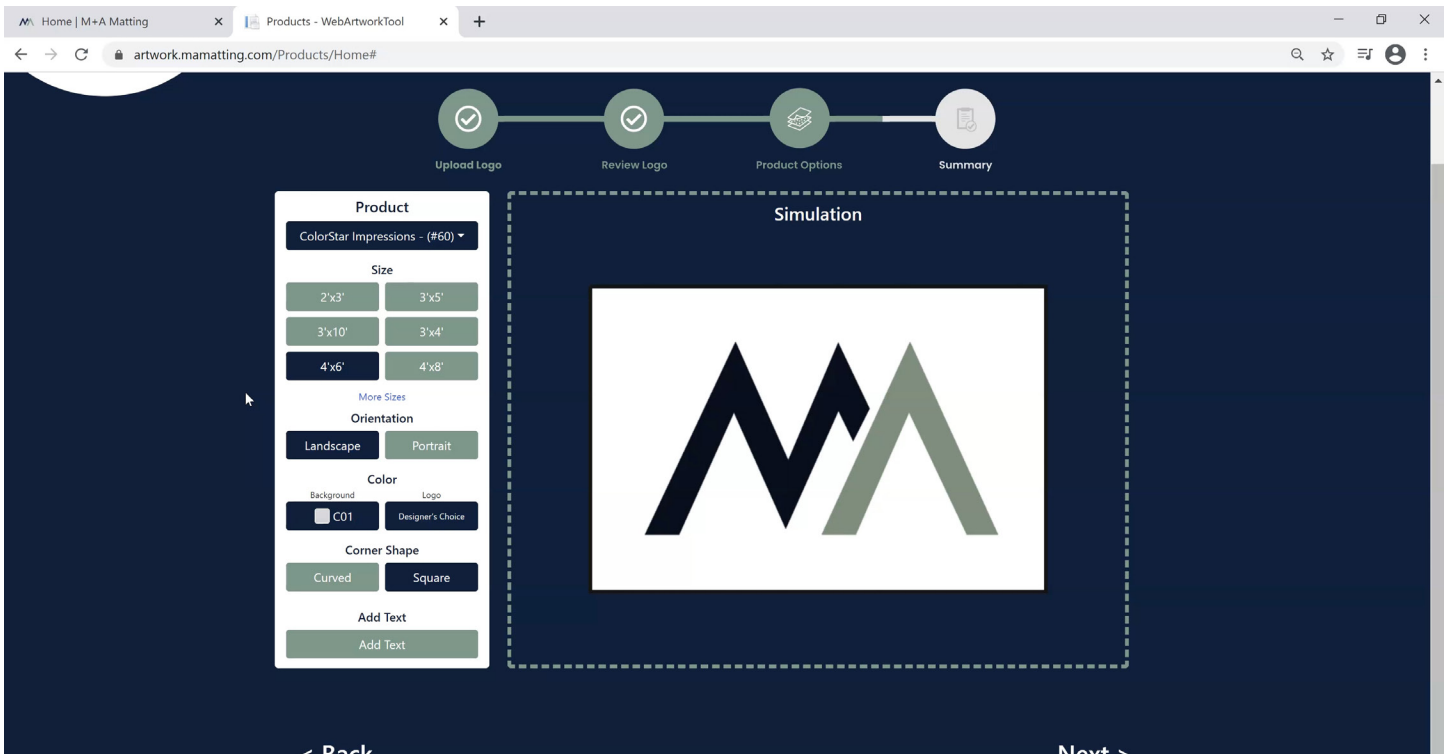 Home | M+A Matting
Products - WebArtworkTool
artwork.mamatting.com/Products/Home#
Upload Logo
Review Logo
Product Options
Summary
Product
ColorStar Impressions - (#60)
Size
2'x3'
3'x5'
3'x10'
3'x4'
4'x6'
4'x8'
More Sizes
Orientation
Landscape
Portrait
Color
Background
Logo
C01
Designer's Choice
Corner Shape
Curved
Square
Add Text
Add Text
Simulation
< Back
Next >